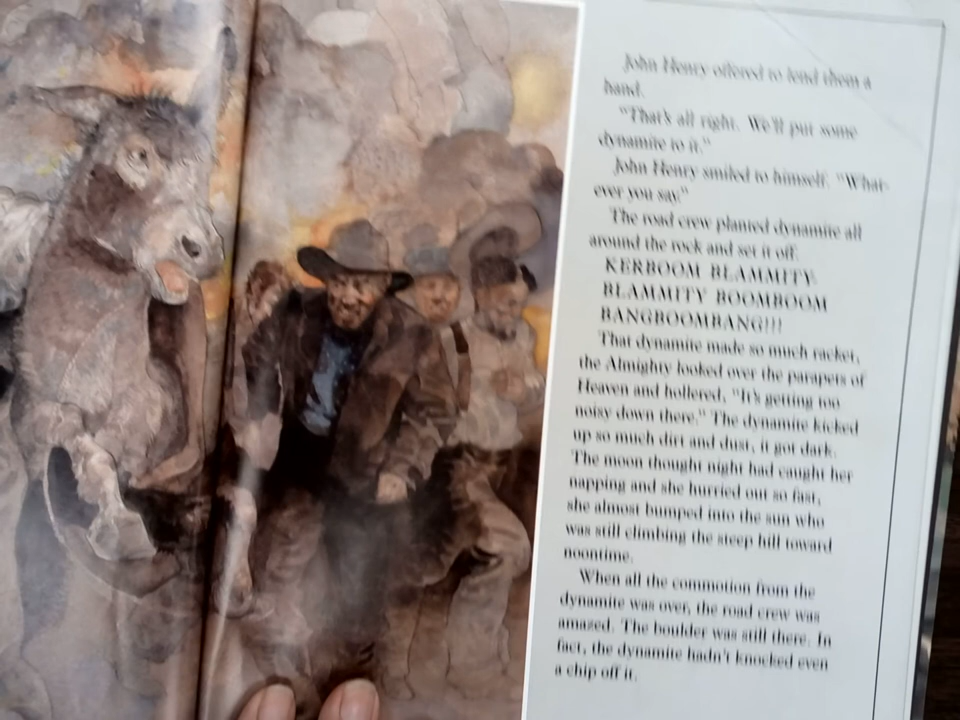 John Henry offered to lend them a
hand.
"That's all right. We'll put some
dynamite to it."
John Henry smiled to himself. "What-
ever you say."
The road crew planted dynamite all
around the rock and set it off.
KERBOOM BLAMMITY,
BLAMMITY BOOMBOOM
BANGBOOMBANG!!!
That dynamite made so much racket,
the Almighty looked over the parapets of
Heaven and hollered, "It's getting too
noisy down there." The dynamite kicked
up so much dirt and dust, it got dark.
The moon thought night had caught her
napping and she hurried out so fast,
she almost bumped into the sun who
was still climbing the steep hill toward
noontime.
When all the commotion from the
dynamite was over, the road crew was
amazed. The boulder was still there. In
fact, the dynamite hadn't knocked even
a chip off it.